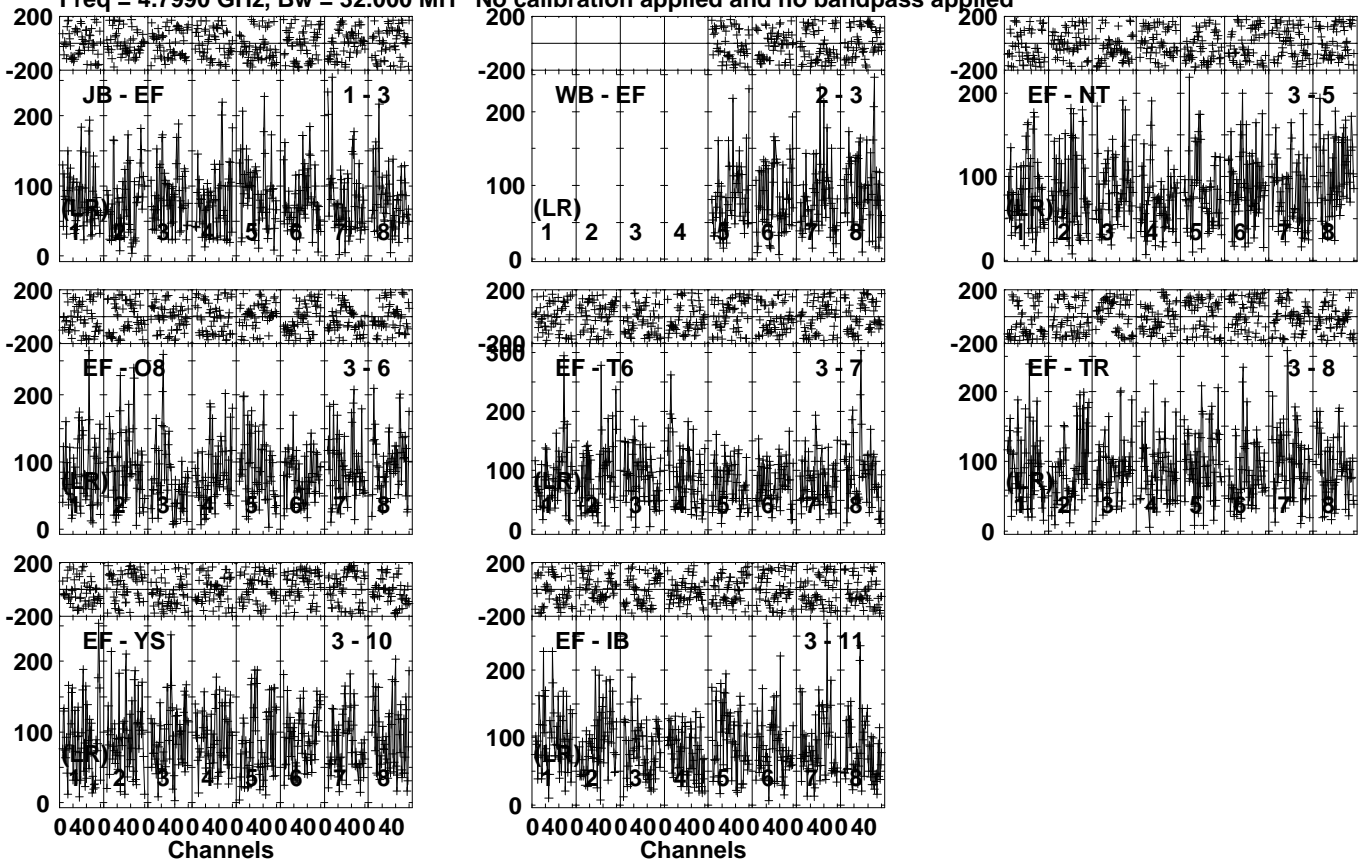 Freq = 4.7990 GHz, Bw = 32.000 MH No calibration applied and no bandpass applied
200 200 200
-200 -200 -200
JB - EF 1 - 3 WB - EF 2 - 3 EF - NT 3 - 5
200 200 200
100 100 100
(LR) (LR) (LR)
1 2 3 4 5 6 7 8 1 2 3 4 5 6 7 8 1 2 3 4 5 6 7 8
0 0 0
200 200 200
-200 -200 -200
300
EF - O8 3 - 6 EF - T6 3 - 7 EF - TR 3 - 8
200 200 200
100 100 100
(LR) (LR) (LR)
1 2 3 4 5 6 7 8 1 2 3 4 5 6 7 8 1 2 3 4 5 6 7 8
0 0 0
200 200
-200 -200
EF - YS 3 - 10 EF - IB 3 - 11
200 200
100 100
(LR) (LR)
1 2 3 4 5 6 7 8 1 2 3 4 5 6 7 8
0 0
0 40 0 40 0 40 0 40 0 40 0 40 0 40 0 40 0 40 0 40 0 40 0 40 0 40 0 40 0 40 0 40
Channels Channels